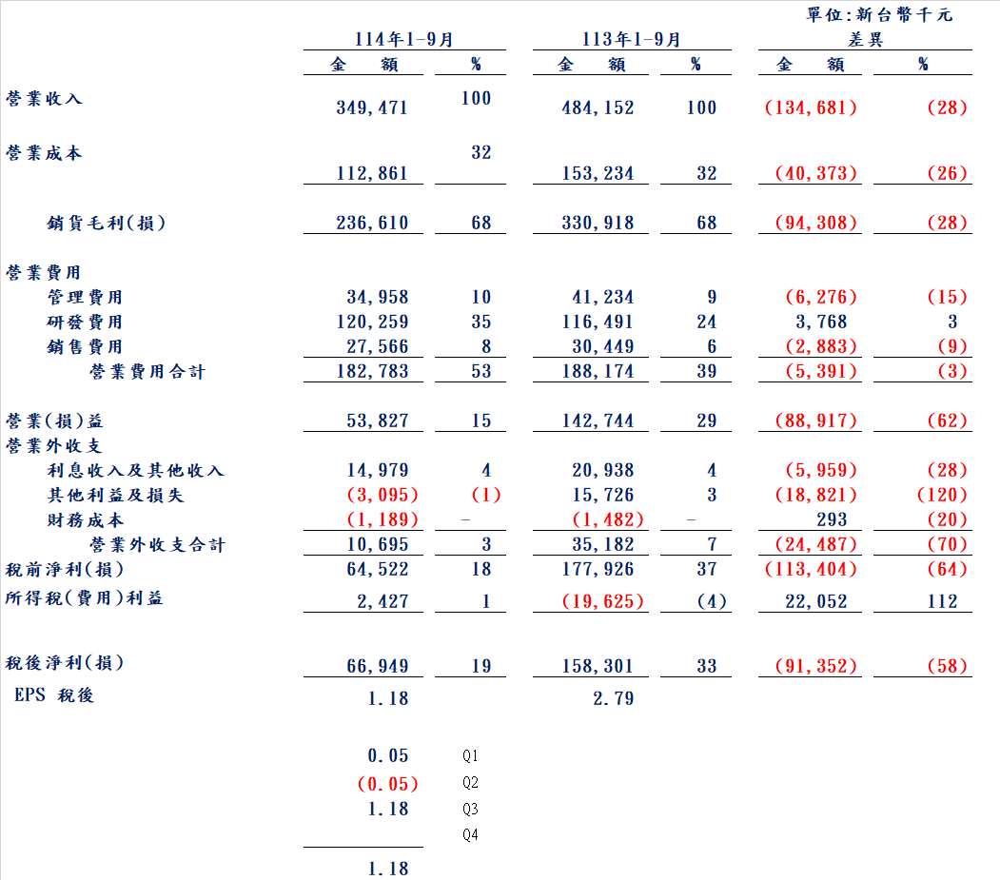 單位:新台幣千元
114年1-9月 113年1-9月 差異
金 額 % 金 額 % 金 額 %
營業收入 349,471 100 484,152 100 (134,681) (28)
營業成本 112,861 32 153,234 32 (40,373) (26)
銷貨毛利(損) 236,610 68 330,918 68 (94,308) (28)
營業費用
管理費用 34,958 10 41,234 9 (6,276) (15)
研發費用 120,259 35 116,491 24 3,768 3
銷售費用 27,566 8 30,449 6 (2,883) (9)
營業費用合計 182,783 53 188,174 39 (5,391) (3)
營業(損)益 53,827 15 142,744 29 (88,917) (62)
營業外收支
利息收入及其他收入 14,979 4 20,938 4 (5,959) (28)
其他利益及損失 (3,095) (1) 15,726 3 (18,821) (120)
財務成本 (1,189) - (1,482) - 293 (20)
營業外收支合計 10,695 3 35,182 7 (24,487) (70)
稅前淨利(損) 64,522 18 177,926 37 (113,404) (64)
所得稅(費用)利益 2,427 1 (19,625) (4) 22,052 112
稅後淨利(損) 66,949 19 158,301 33 (91,352) (58)
EPS 稅後 1.18 2.79
0.05 Q1
(0.05) Q2
1.18 Q3
Q4
1.18